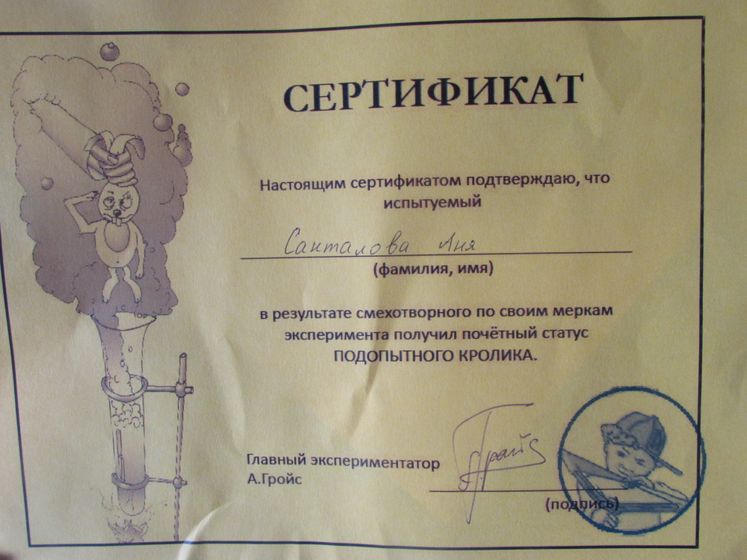 СЕРТИФИКАТ
Настоящим сертификатом подтверждаю, что
испытуемый
Санталова Аня
(фамилия, имя)
в результате смехотворного по своим меркам
эксперимента получил почётный статус
ПОДОПЫТНОГО КРОЛИКА.
Главный экспериментатор
А.Гройс
(подпись)